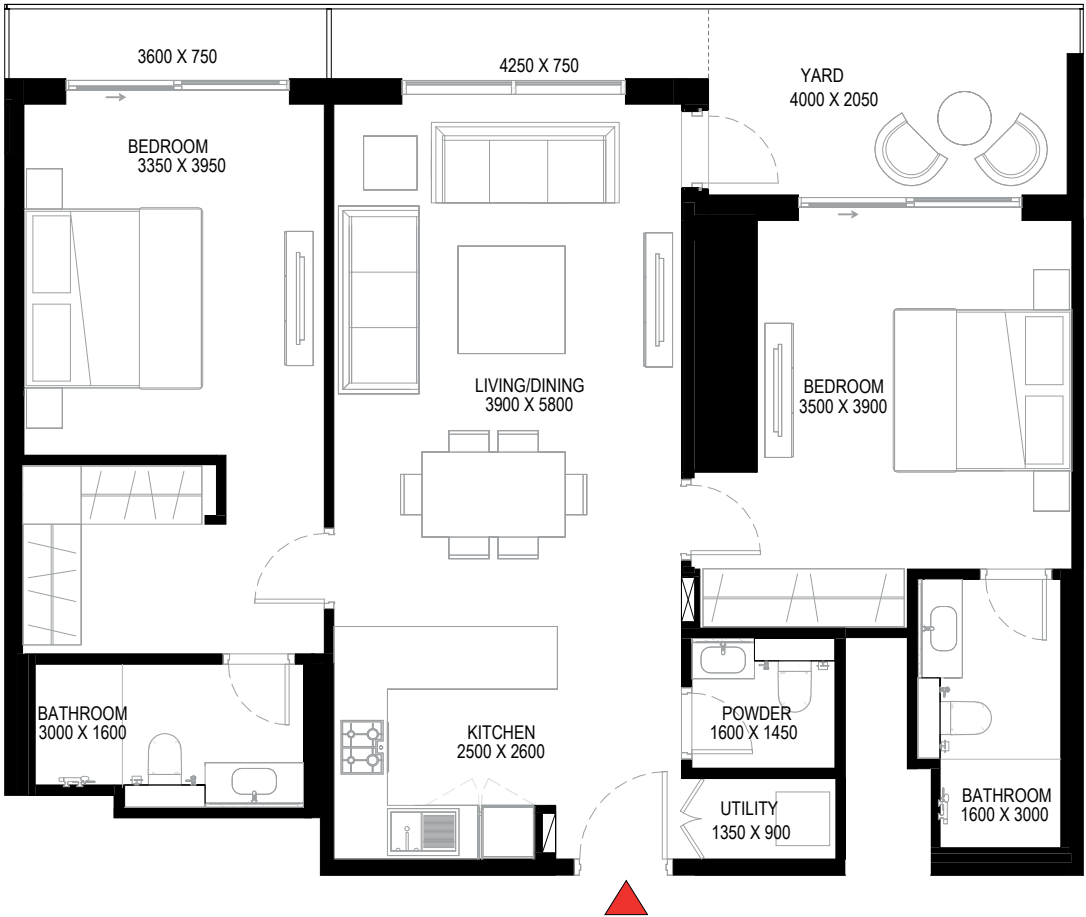 3600 X 750
4250 X 750
YARD
4000 X 2050
BEDROOM
3350 X 3950
LIVING/DINING
3900 X 5800
BEDROOM
3500 X 3900
BATHROOM
3000 X 1600
KITCHEN
2500 X 2600
POWDER
1600 X 1450
UTILITY
1350 X 900
BATHROOM
1600 X 3000